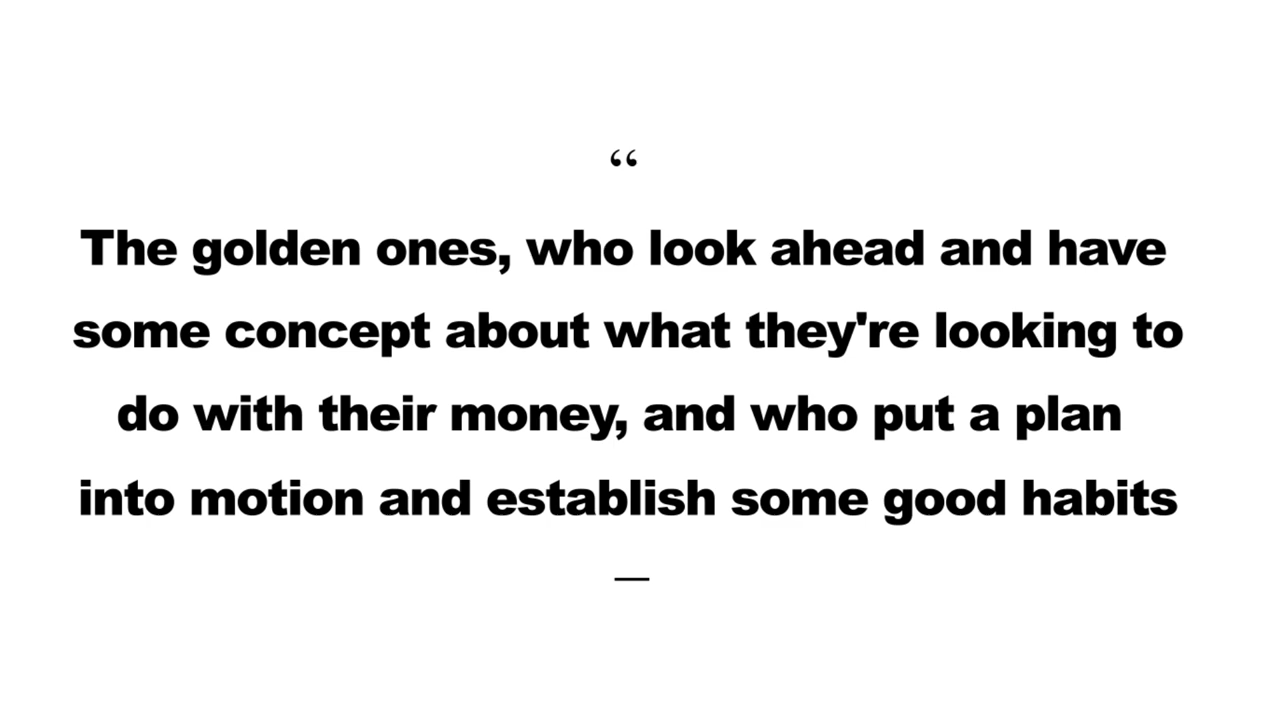 “
The golden ones, who look ahead and have
some concept about what they're looking to
do with their money, and who put a plan
into motion and establish some good habits
—